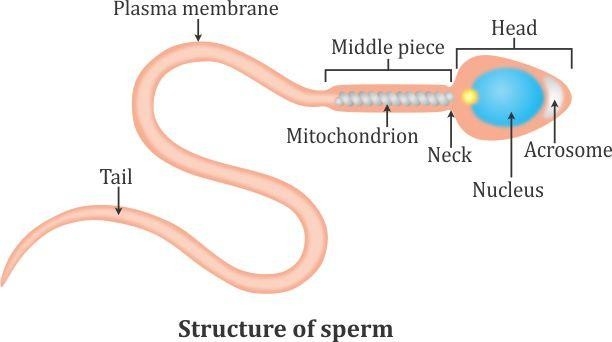 Plasma membrane
Head
Middle piece
Mitochondrion
Neck
Acrosome
Nucleus
Tail
Structure of sperm